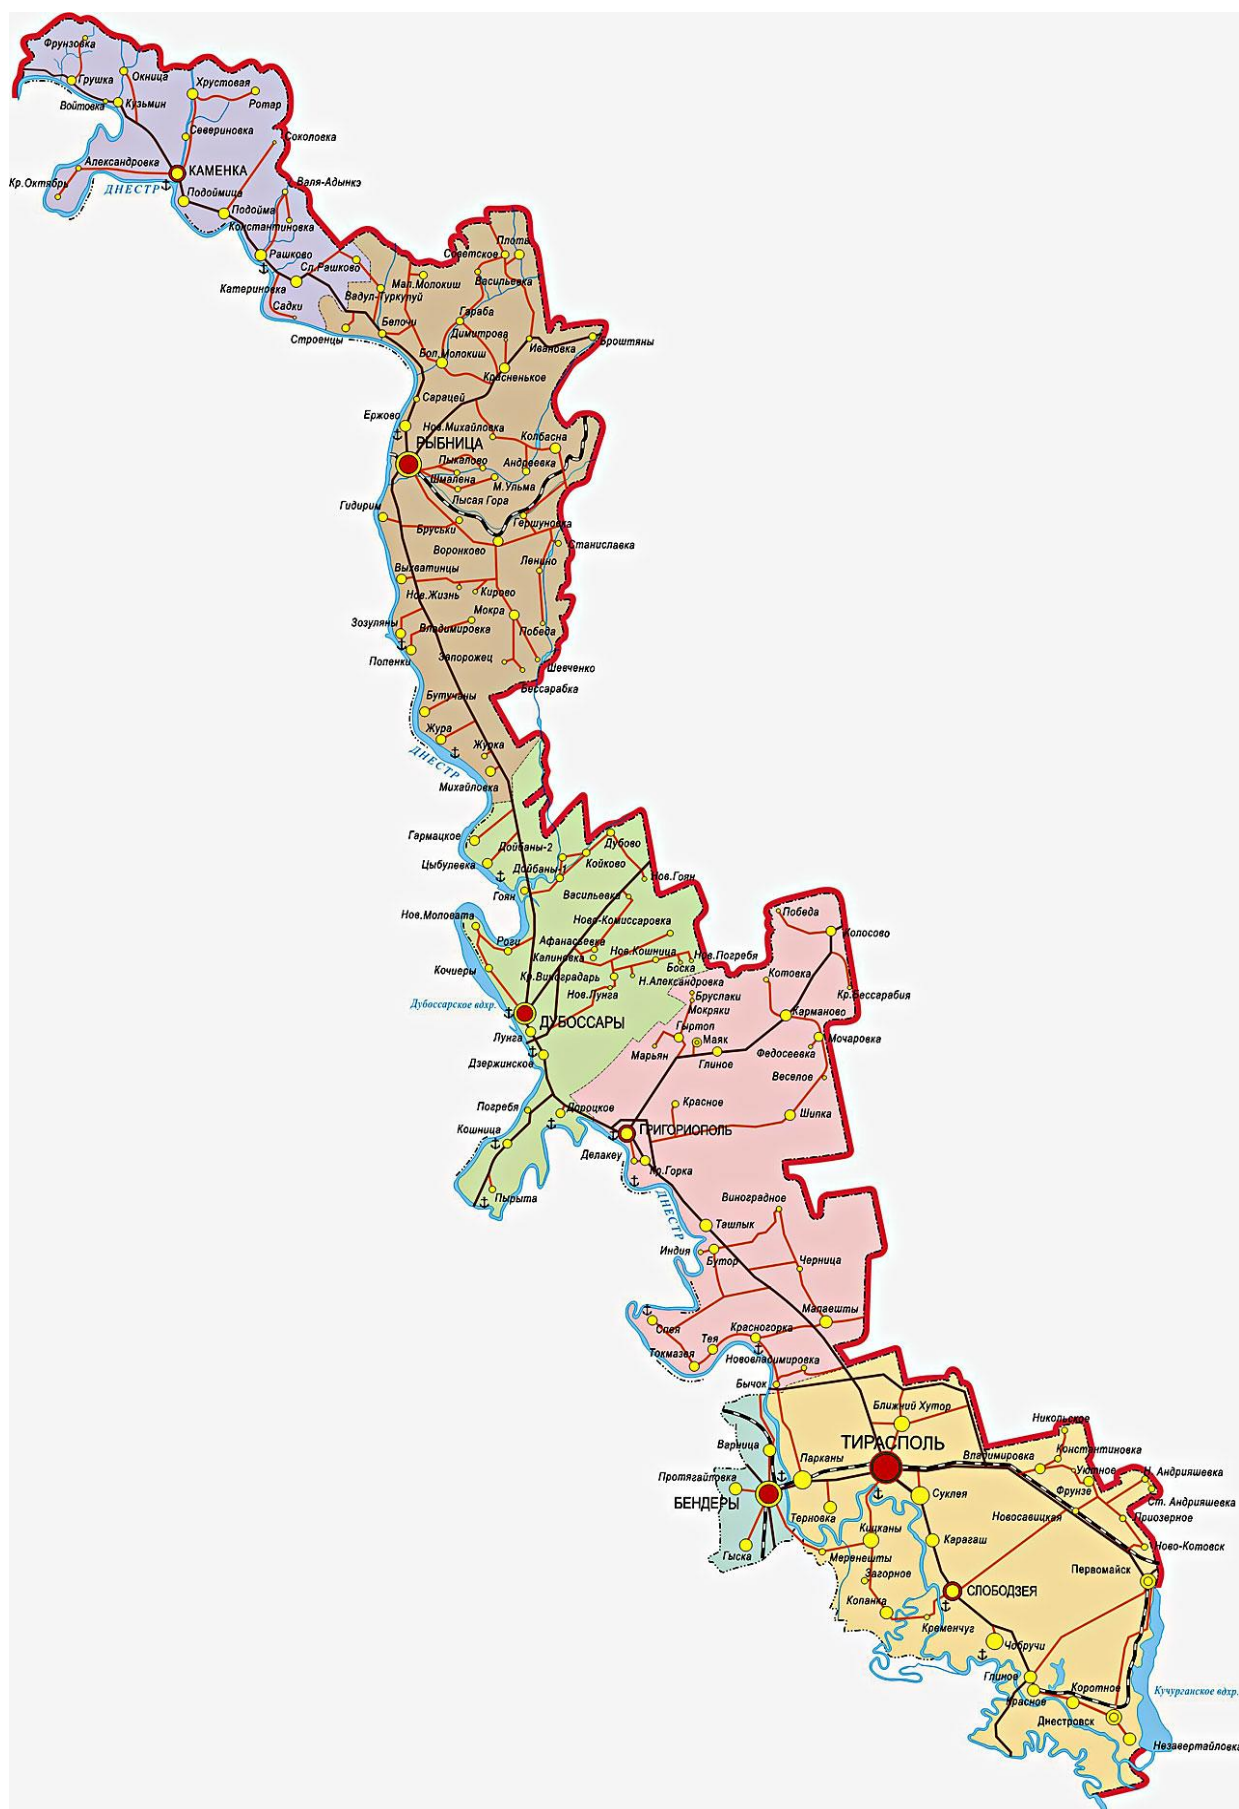 Фрунзовка
Грушка
Окница
Хрустовая
Войтовка
Кузьмин
Ротар
Севериновка
Соколовка
Александровка
КАМЕНКА
Кр.Октябрь
ДНЕСТР
Валя-Адынкэ
Подоймица
Подойма
Константиновка
Рашково
Сл.Рашково
Катериновка
Садки
Плоть
Советское
Васильевка
Мал.Молокиш
Вадул-Туркулуй
Гараба
Белочи
Димитрова
Строенцы
Ивановка
Броштяны
Бол.Молокиш
Красненькое
Сарацей
Ержово
Нов.Михайловка
Колбасна
РЫБНИЦА
Пыкалово
Андреевка
Шмалена
М.Ульма
Лысая Гора
Гидирим
Бруськи
Гершуновка
Воронково
Станиславка
Ленино
Выхватинцы
Нов.Жизнь
Кирово
Мокра
Зозуляны
Владимировка
Победа
Попенки
Запорожец
Шевченко
Бессарабка
Бутучаны
Жура
Журка
ДНЕСТР
Михайловка
Гармацкое
Дойбаны-2
Дубово
Цыбулевка
Дойбаны-1
Койково
Гоян
Васильевка
Нов.Гоян
Нов.Моловата
Ново-Комиссаровка
Роги
Афанасьевка
Калиновка
Нов.Кошница
Нов.Погребя
Кочиеры
Кр.Виноградарь
Боска
Н.Александровка
Нов.Лунга
Дубоссарское вдхр.
ДУБОССАРЫ
Лунга
Дзержинское
Победа
Колосово
Котовка
Кр.Бессарабия
Бруслаки
Мокряки
Карманово
Гыртоп
Маяк
Марьян
Глиное
Федосеевка
Мочаровка
Веселое
Погребя
Дороцкое
Красное
Шипка
Кошница
ГРИГОРИОПОЛЬ
Делакеу
Кр.Горка
Пырыта
ДНЕСТР
Виноградное
Ташлык
Индия
Бутор
Черница
Малаешты
Спея
Тея
Красногорка
Токмазея
Нововладимировка
Бычок
Ближний Хутор
Никольское
Варница
Парканы
ТИРАСПОЛЬ
Владимировка
Константиновка
Уютное
Н. Андрияшевка
Протягайловка
Фрунзе
Ст. Андрияшевка
БЕНДЕРЫ
Суклея
Терновка
Новосавицкая
Приозерное
Кицканы
Карагаш
Ново-Котовск
Гыска
Меренешты
Загорное
Первомайск
СЛОБОДЗЕЯ
Копанка
Кременчуг
Чобручи
Глиное
Красное
Коротное
Кучурганское вдхр.
Днестровск
Незавертайловка